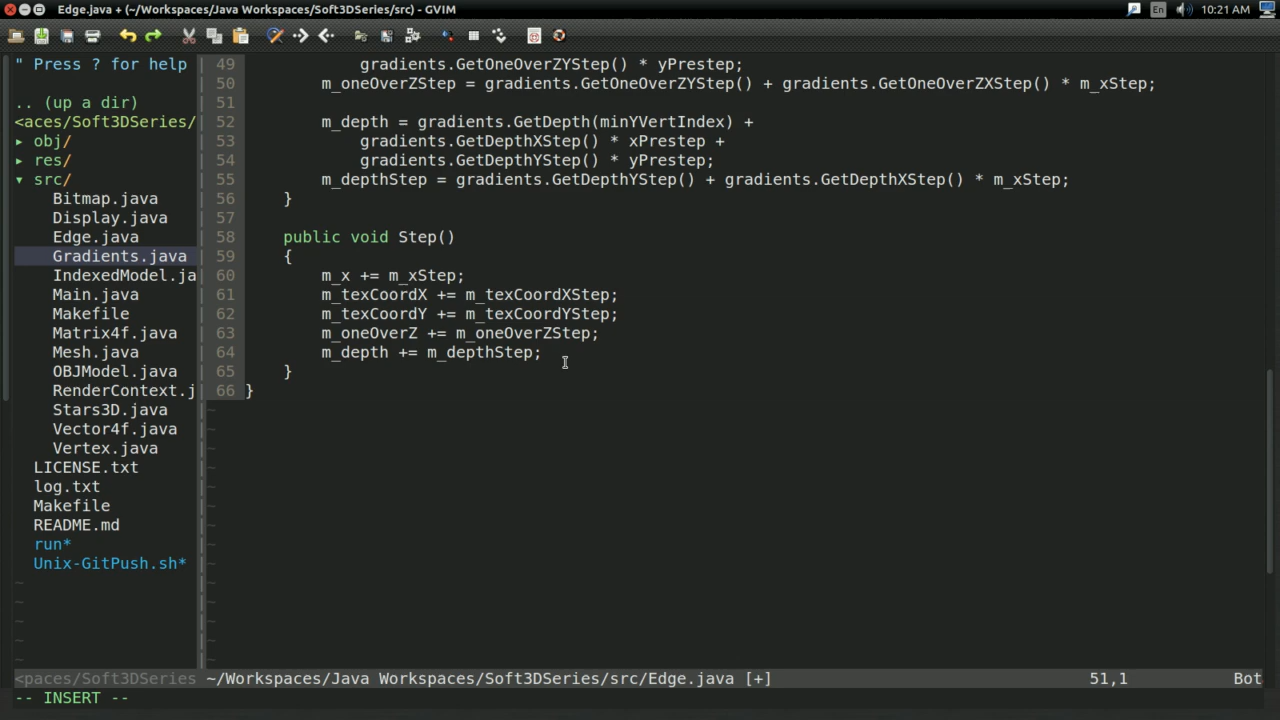 Edge.java + (~/Workspaces/Java Workspaces/Soft3DSeries/src) - GVIM
En
10:21 AM
" Press ? for help
.. (up a dir)
<aces/Soft3DSeries/
▸ obj/
▸ res/
▾ src/
Bitmap.java
Display.java
Edge.java
Gradients.java
IndexedModel.ja
Main.java
Makefile
Matrix4f.java
Mesh.java
OBJModel.java
RenderContext.j
Stars3D.java
Vector4f.java
Vertex.java
LICENSE.txt
log.txt
Makefile
README.md
run*
Unix-GitPush.sh*
~
~
~
~
~
49 gradients.GetOneOverZYStep() * yPrestep;
50 m_oneOverZStep = gradients.GetOneOverZYStep() + gradients.GetOneOverZXStep() * m_xStep;
51
52 m_depth = gradients.GetDepth(minYVertIndex) +
53 gradients.GetDepthXStep() * xPrestep +
54 gradients.GetDepthYStep() * yPrestep;
55 m_depthStep = gradients.GetDepthYStep() + gradients.GetDepthXStep() * m_xStep;
56 }
57
58 public void Step()
59 {
60 m_x += m_xStep;
61 m_texCoordX += m_texCoordXStep;
62 m_texCoordY += m_texCoordYStep;
63 m_oneOverZ += m_oneOverZStep;
64 m_depth += m_depthStep;
65 }
66 }
~
~
~
~
~
~
~
~
~
~
~
~
~
~
<paces/Soft3DSeries ~/Workspaces/Java Workspaces/Soft3DSeries/src/Edge.java [+] 51,1 Bot
-- INSERT --